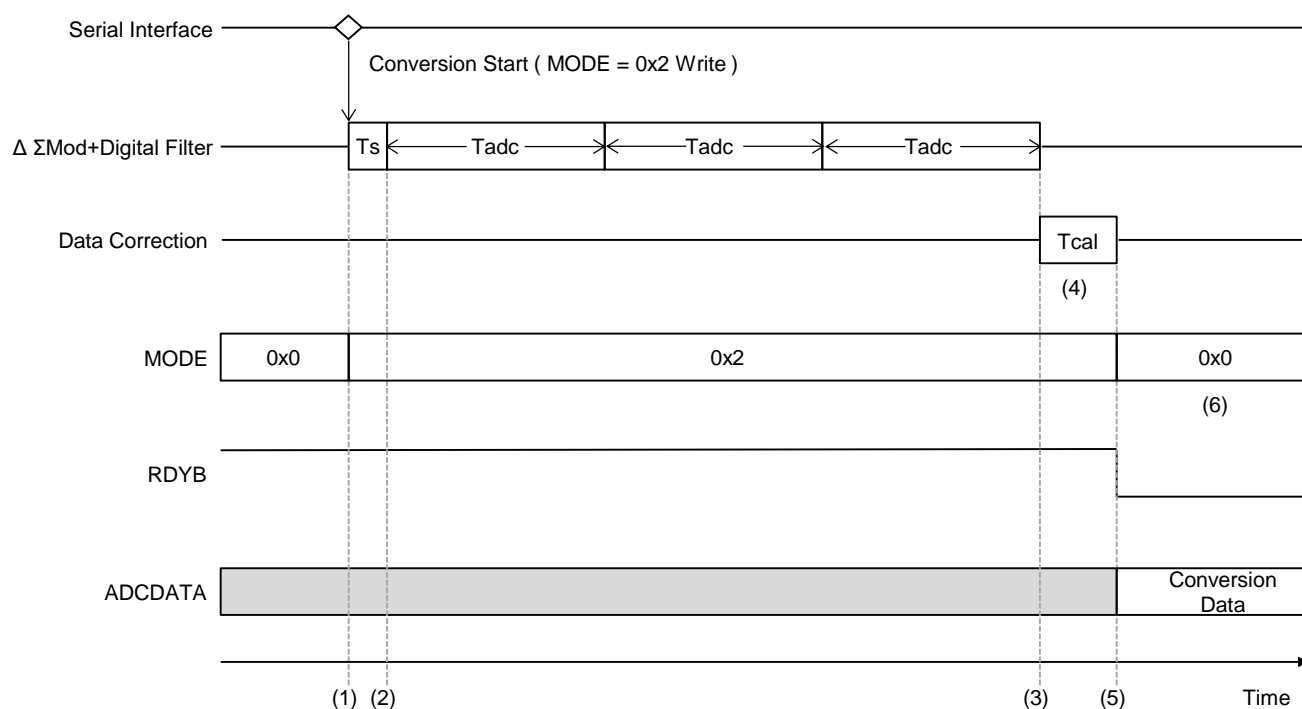 Serial Interface
Conversion Start ( MODE = 0x2 Write )
Δ ΣMod+Digital Filter
Ts
Tadc
Tadc
Tadc
Data Correction
Tcal
(4)
MODE
0x0
0x2
0x0
(6)
RDYB
ADCDATA
Conversion
Data
(1)
(2)
(3)
(5)
Time